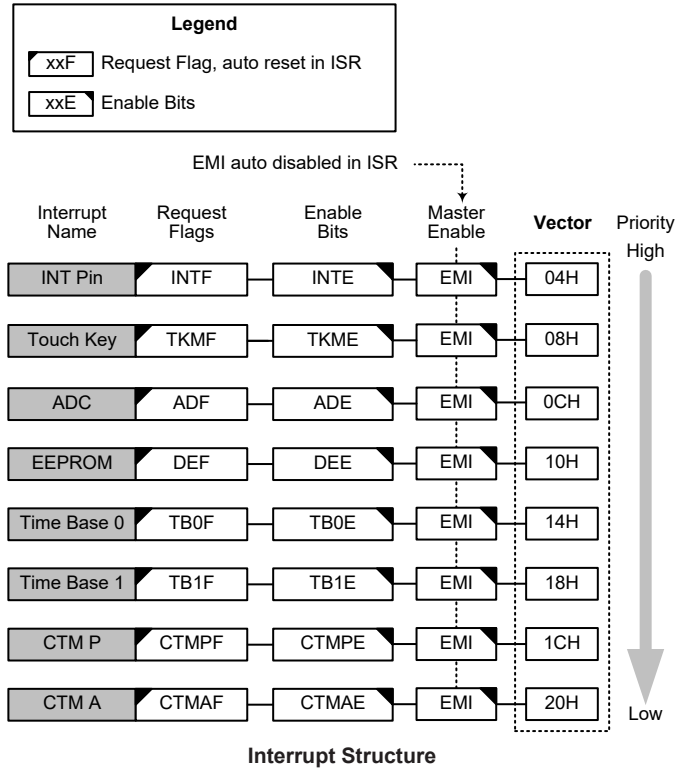 Legend
xxF Request Flag, auto reset in ISR
xxE Enable Bits
EMI auto disabled in ISR
Interrupt Name
Request Flags
Enable Bits
Master Enable
Vector
Priority
High
INT Pin INTF INTE EMI 04H
Touch Key TKMF TKME EMI 08H
ADC ADF ADE EMI 0CH
EEPROM DEF DEE EMI 10H
Time Base 0 TB0F TB0E EMI 14H
Time Base 1 TB1F TB1E EMI 18H
CTM P CTMPF CTMPE EMI 1CH
CTM A CTMAF CTMAE EMI 20H
Low
Interrupt Structure